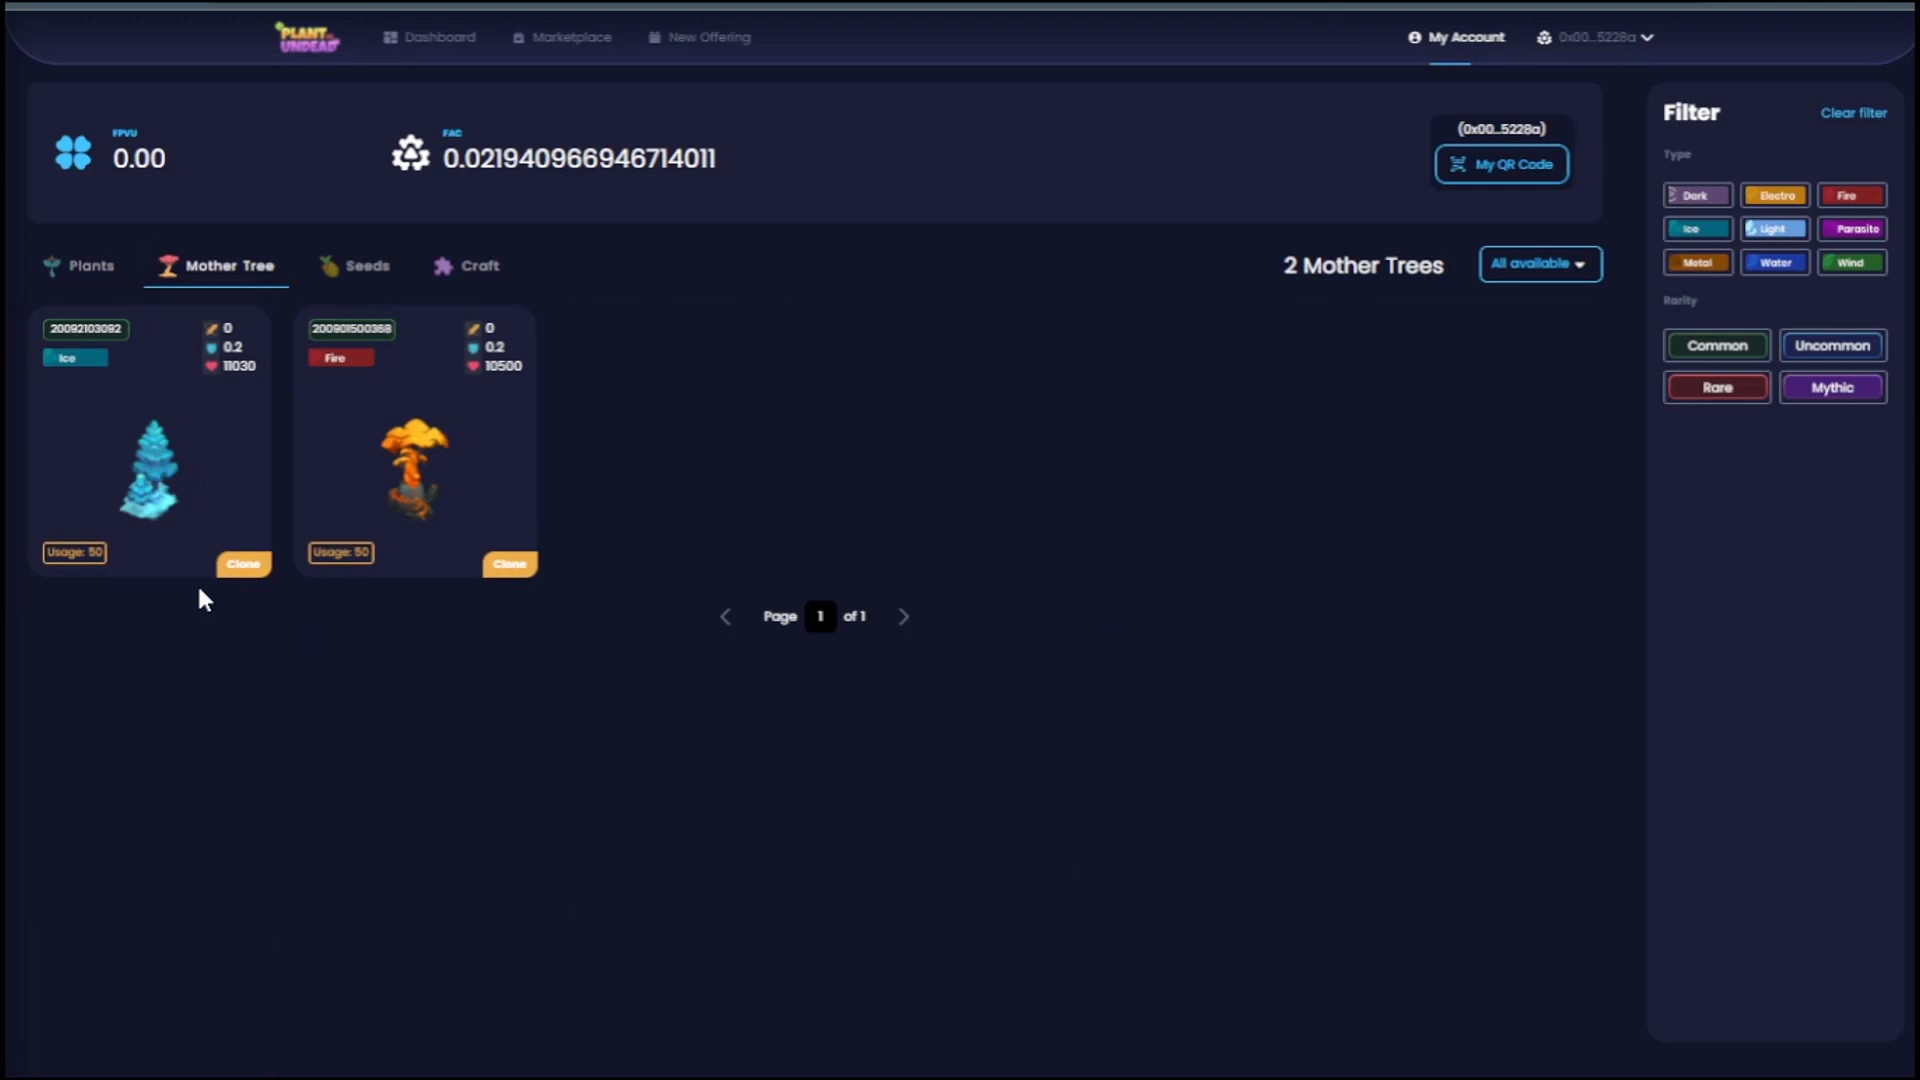 PLANT vs. UNDEAD
Dashboard
Marketplace
New Offering
My Account
0x00...5228a
FPVU
0.00
FAC
0.021940966946714011
(0x00...5228a)
My QR Code
Plants
Mother Tree
Seeds
Craft
2 Mother Trees
All available
20092103092
Ice
0
0.2
11030
Usage: 50
Clone
200901500368
Fire
0
0.2
10500
Usage: 50
Clone
Page 1 of 1
Filter
Clear filter
Type
Dark
Electro
Fire
Ice
Light
Parasite
Metal
Water
Wind
Rarity
Common
Uncommon
Rare
Mythic